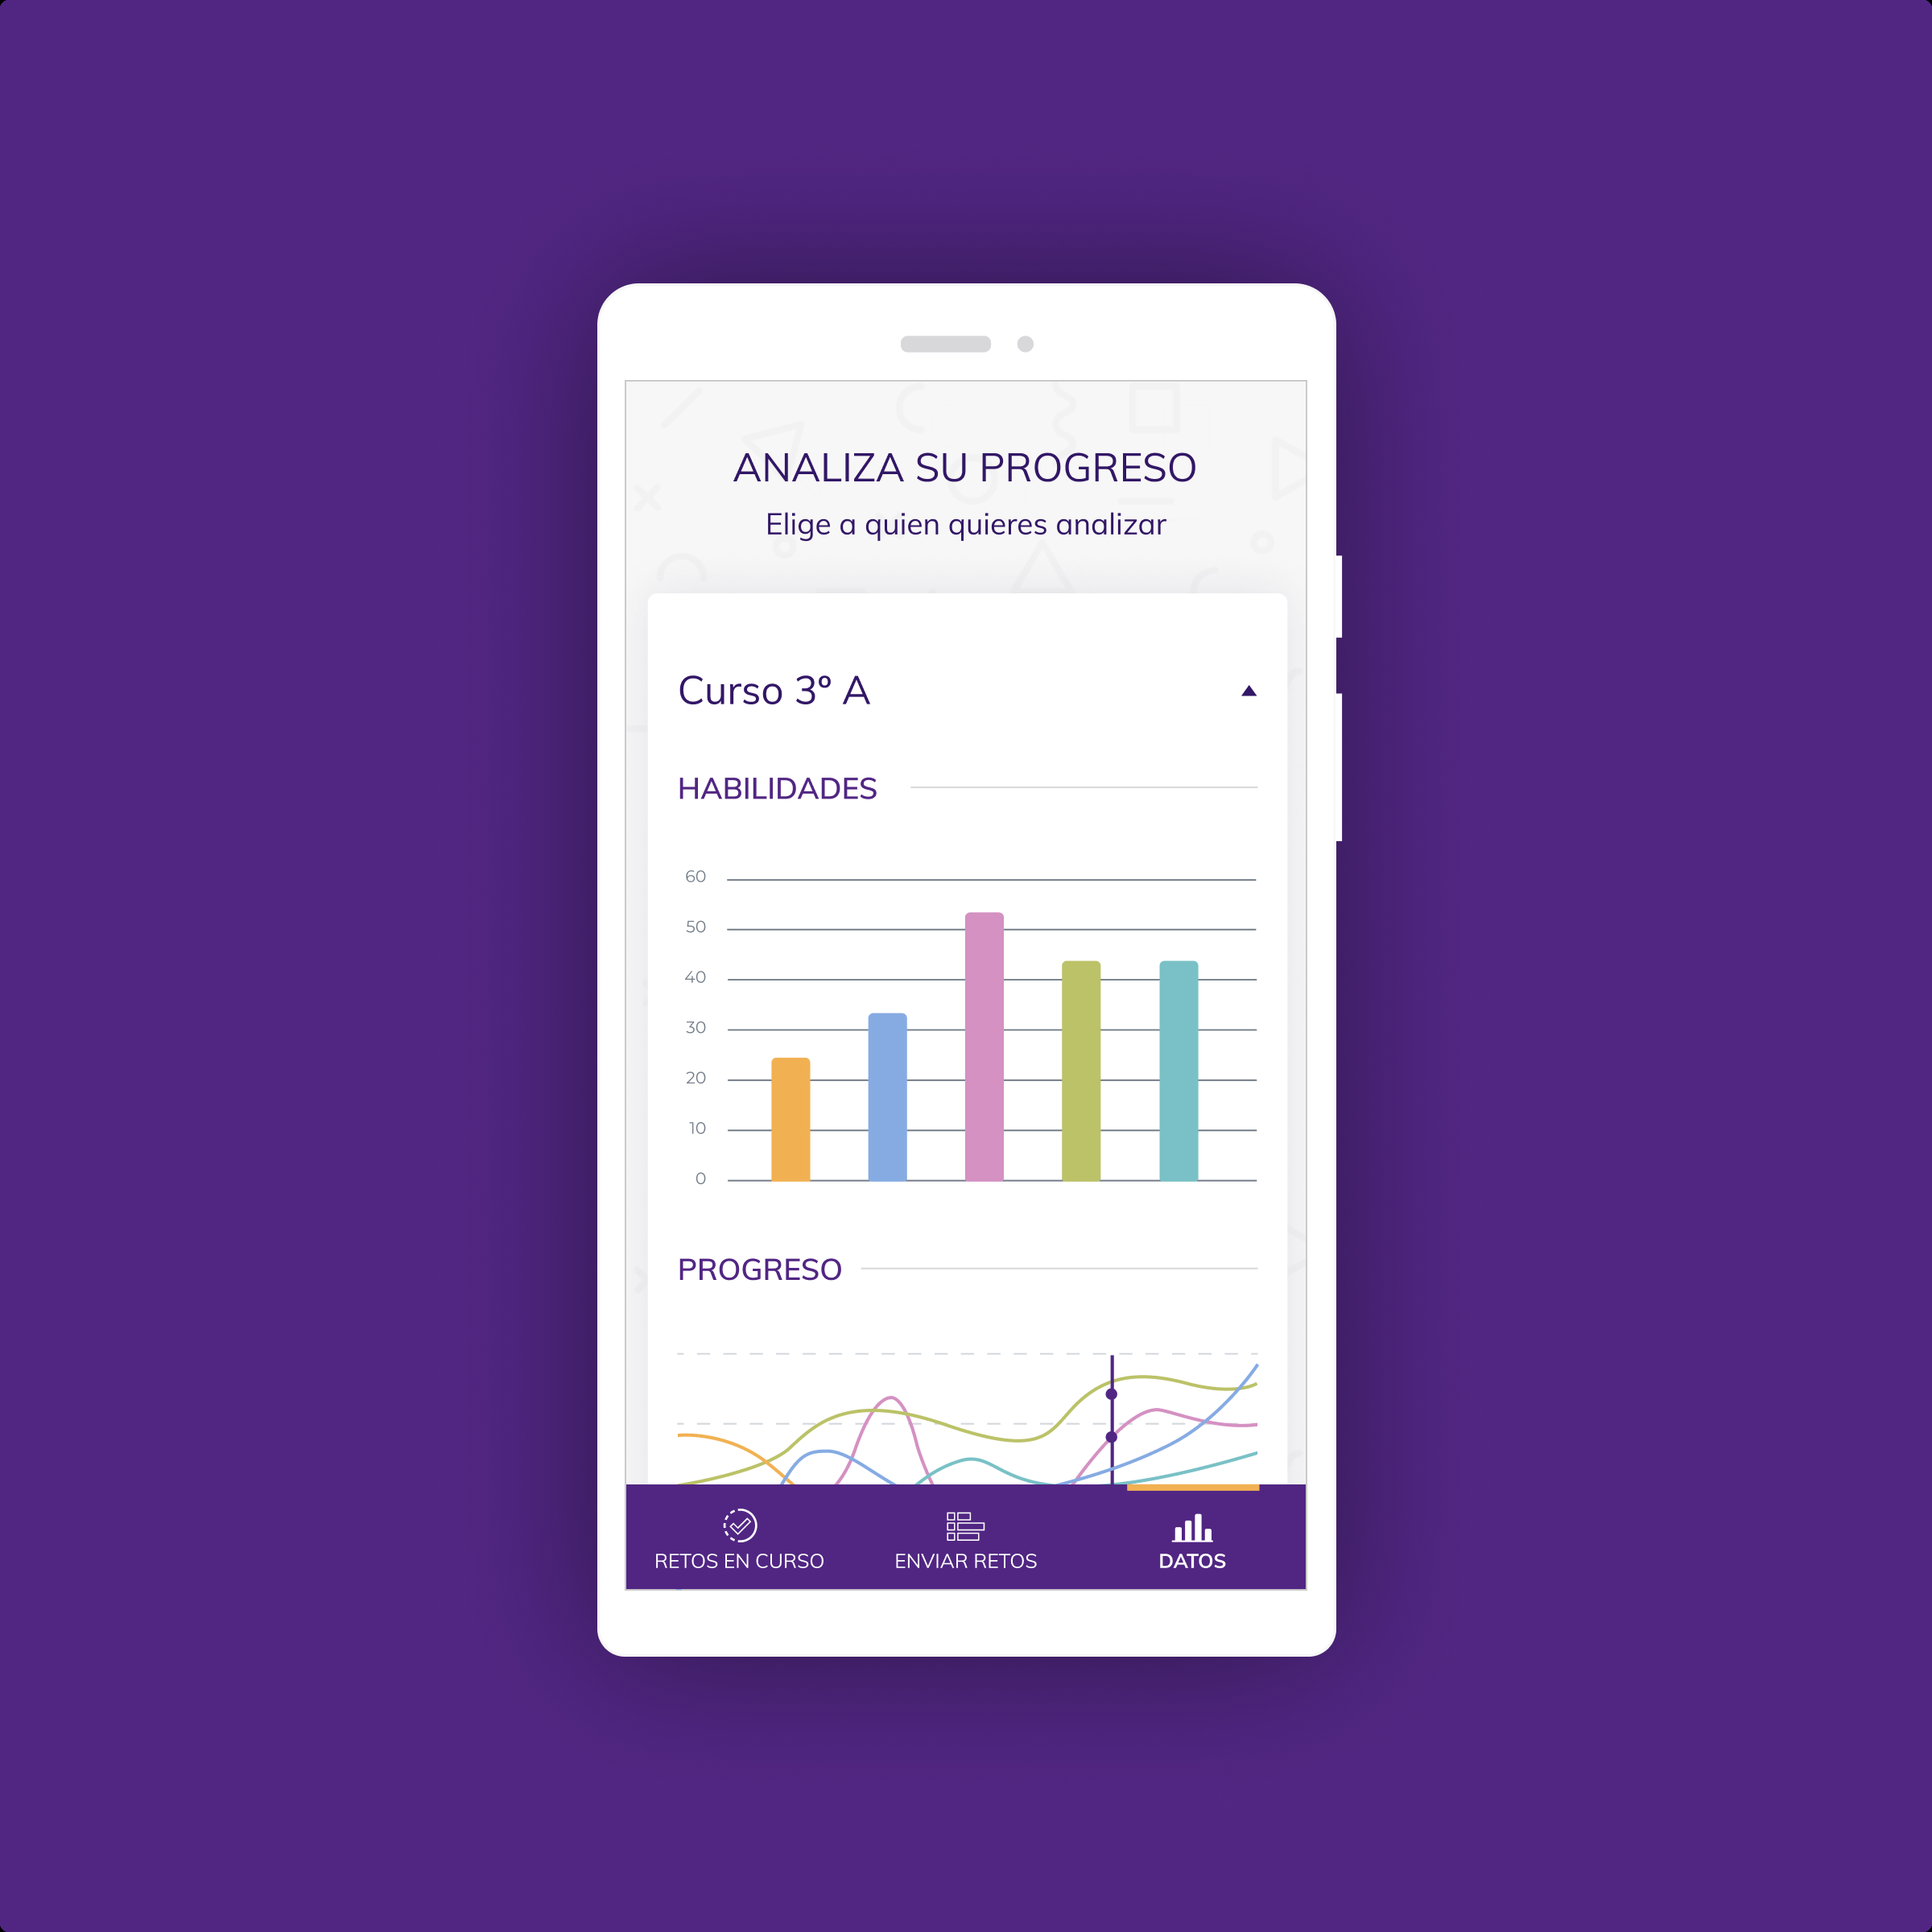 ANALIZA SU PROGRESO
Elige a quien quieres analizar
Curso 3º A
HABILIDADES
60
50
40
30
20
10
0
PROGRESO
RETOS EN CURSO
ENVIAR RETOS
DATOS